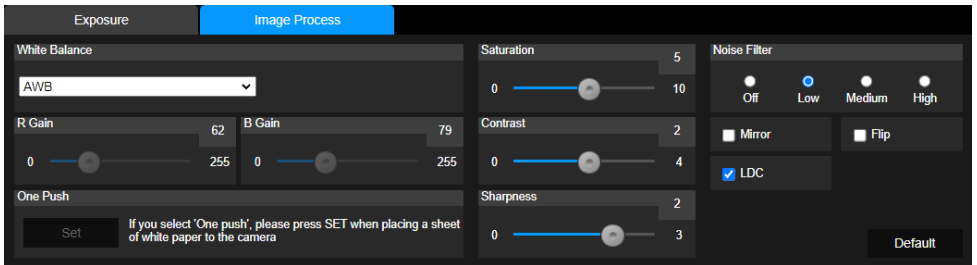 Exposure
Image Process
White Balance
AWB
R Gain
62
0
255
B Gain
79
0
255
One Push
Set
If you select 'One push', please press SET when placing a sheet
of white paper to the camera
Saturation
5
0
10
Contrast
2
0
4
Sharpness
2
0
3
Noise Filter
Off
Low
Medium
High
Mirror
Flip
LDC
Default